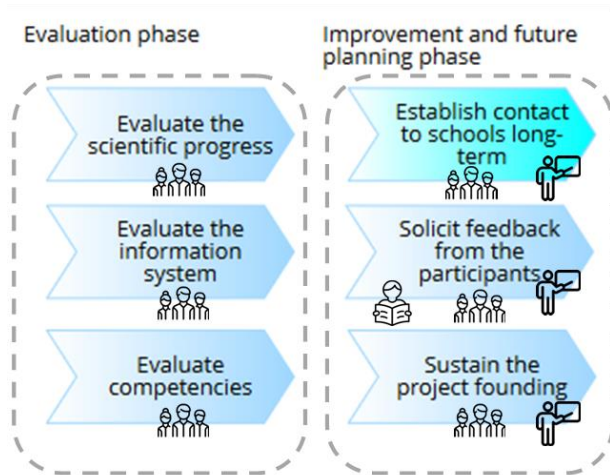 Evaluation phase
Evaluate the
scientific progress
Evaluate the
information
system
Evaluate
competencies
Improvement and future
planning phase
Establish contact
to schools long-
term
Solicit feedback
from the
participants
Sustain the
project founding